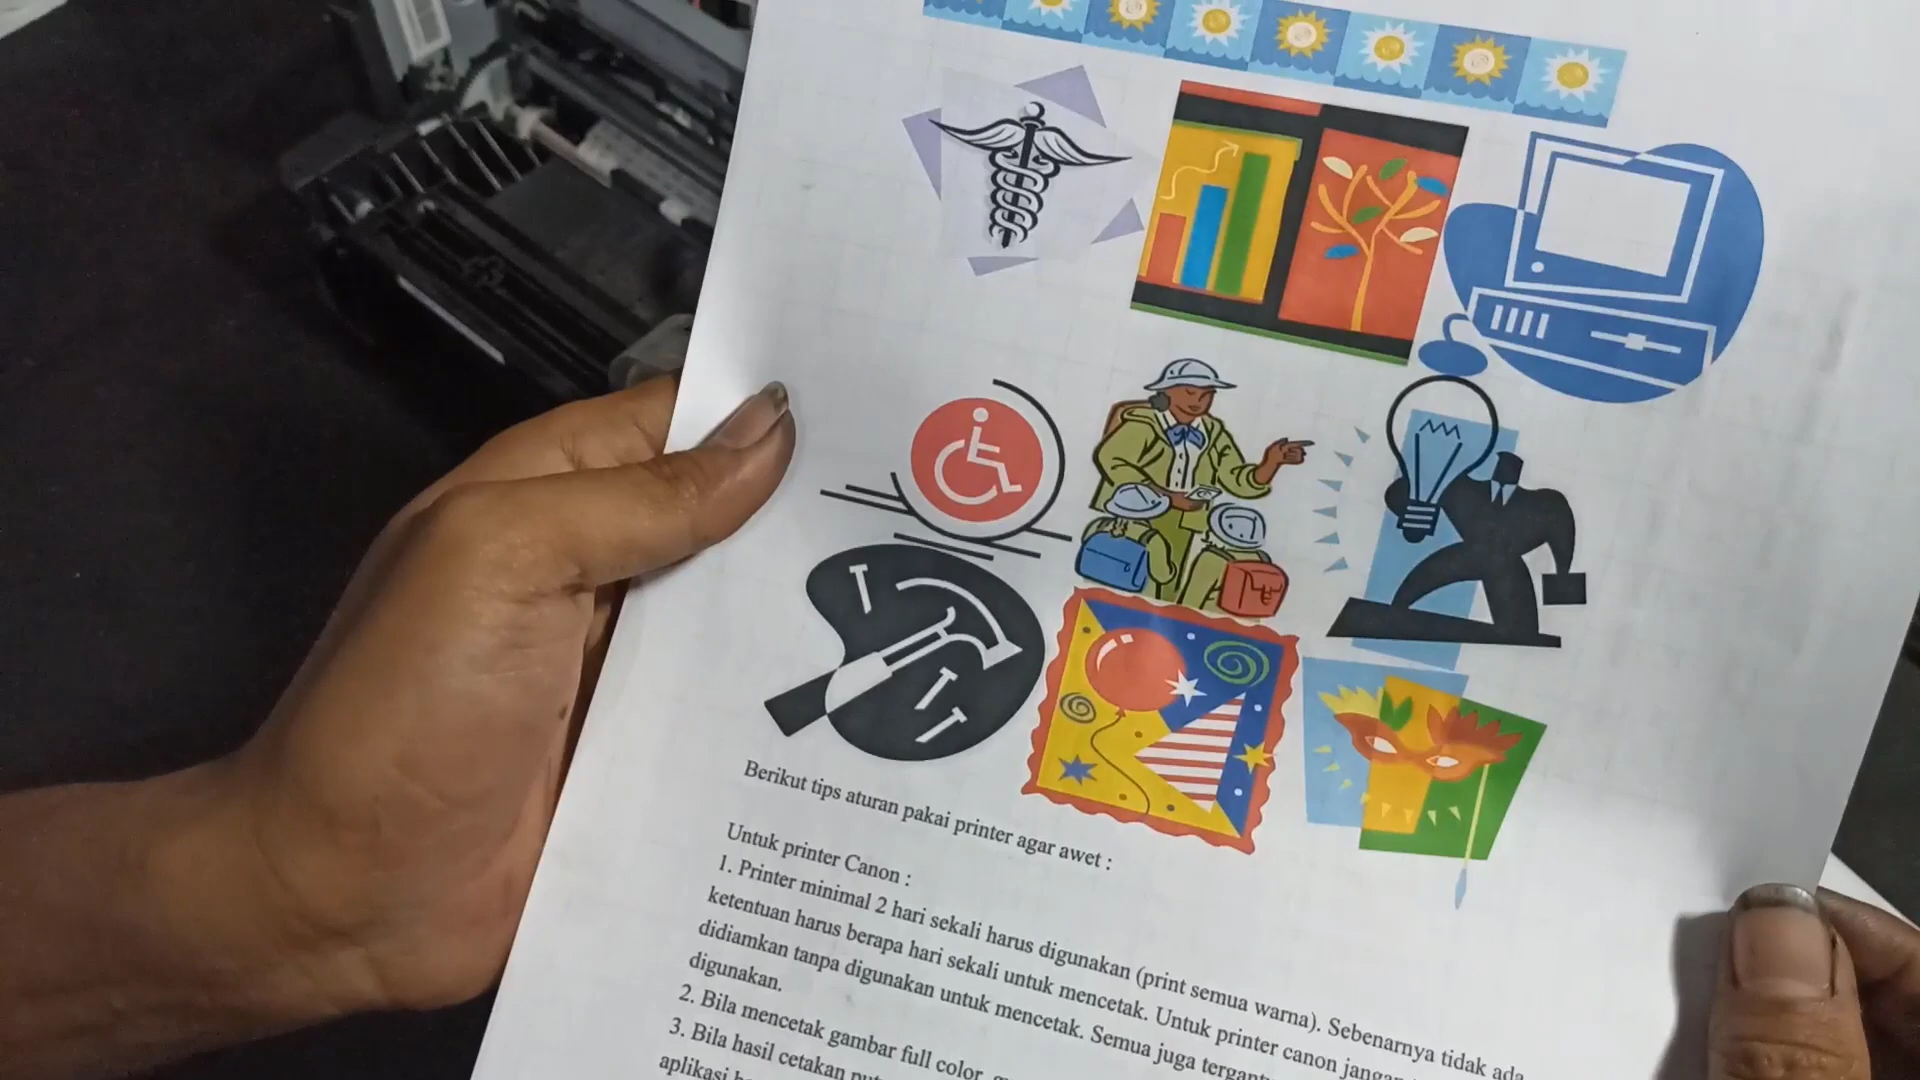 Berikut tips aturan pakai printer agar awet :
Untuk printer Canon :
1. Printer minimal 2 hari sekali harus digunakan (print semua warna). Sebenarnya tidak ada
ketentuan harus berapa hari sekali untuk mencetak. Untuk printer canon jangan
didiamkan tanpa digunakan untuk mencetak. Semua juga
digunakan.
2. Bila mencetak gambar full color
3. Bila hasil cetakan
aplikasi